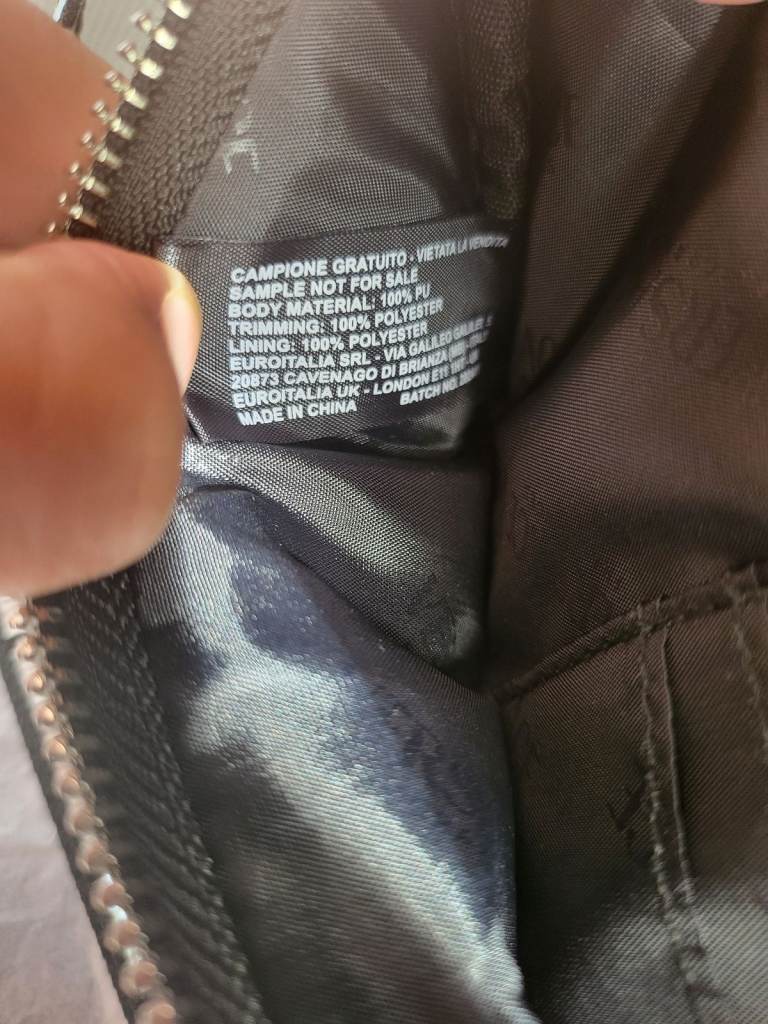 CAMPIONE GRATUITO - VIETATA LA VENDITA
SAMPLE NOT FOR SALE
BODY MATERIAL: 100% PU
TRIMMING: 100% POLYESTER
LINING: 100% POLYESTER
EUROITALIA SRL - VIA GALILEO
20873 CAVENAGO DI BRIANZA
EUROITALIA UK - LONDON E11
MADE IN CHINA BATCH NO.